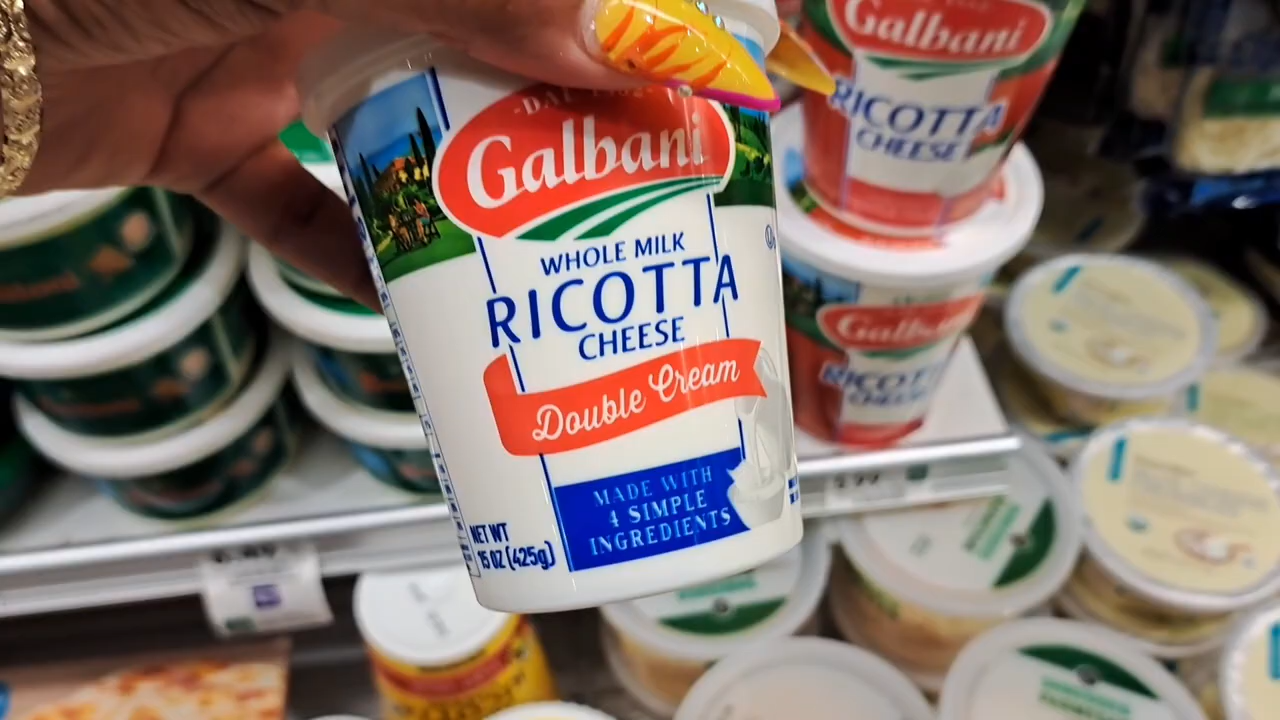 Galbani
WHOLE MILK
RICOTTA
CHEESE
Double Cream
MADE WITH
4 SIMPLE
INGREDIENTS
NET WT
15 OZ (425g)
Galbani
RICOTTA
CHEESE
Galbani
RICOTTA
CHEESE